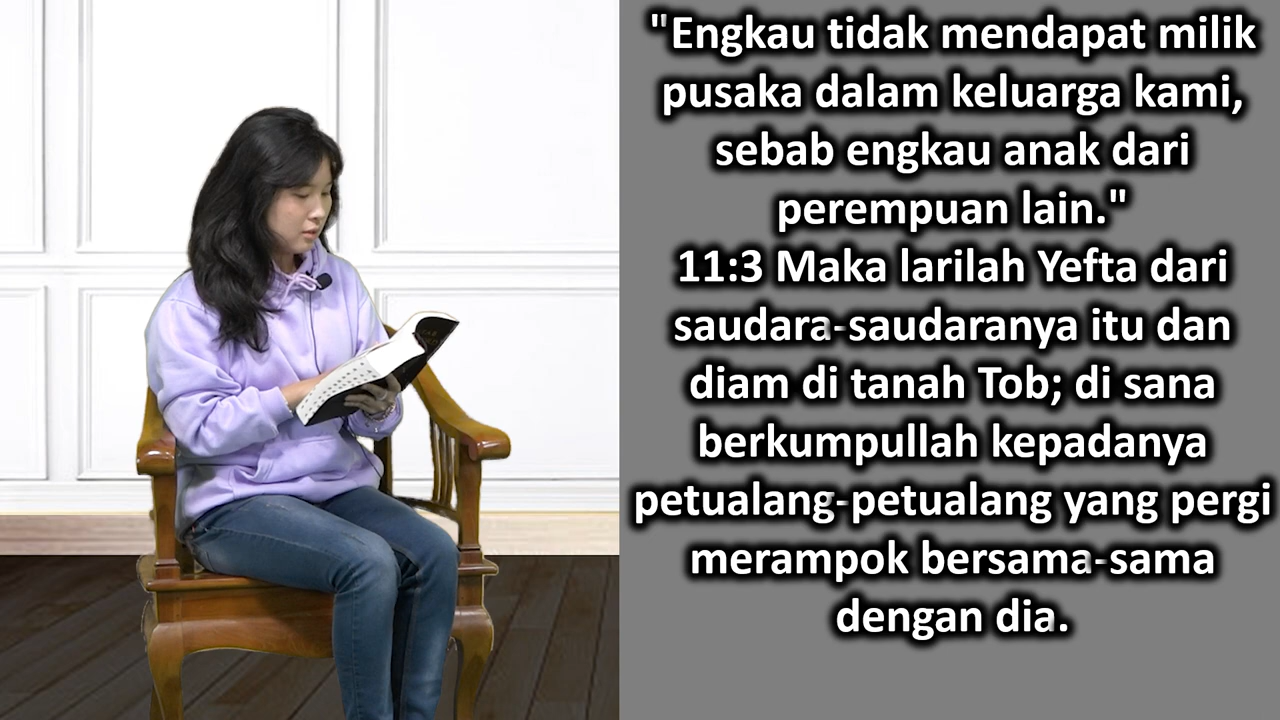 "Engkau tidak mendapat milik
pusaka dalam keluarga kami,
sebab engkau anak dari
perempuan lain."
11:3 Maka larilah Yefta dari
saudara-saudaranya itu dan
diam di tanah Tob; di sana
berkumpullah kepadanya
petualang-petualang yang pergi
merampok bersama-sama
dengan dia.